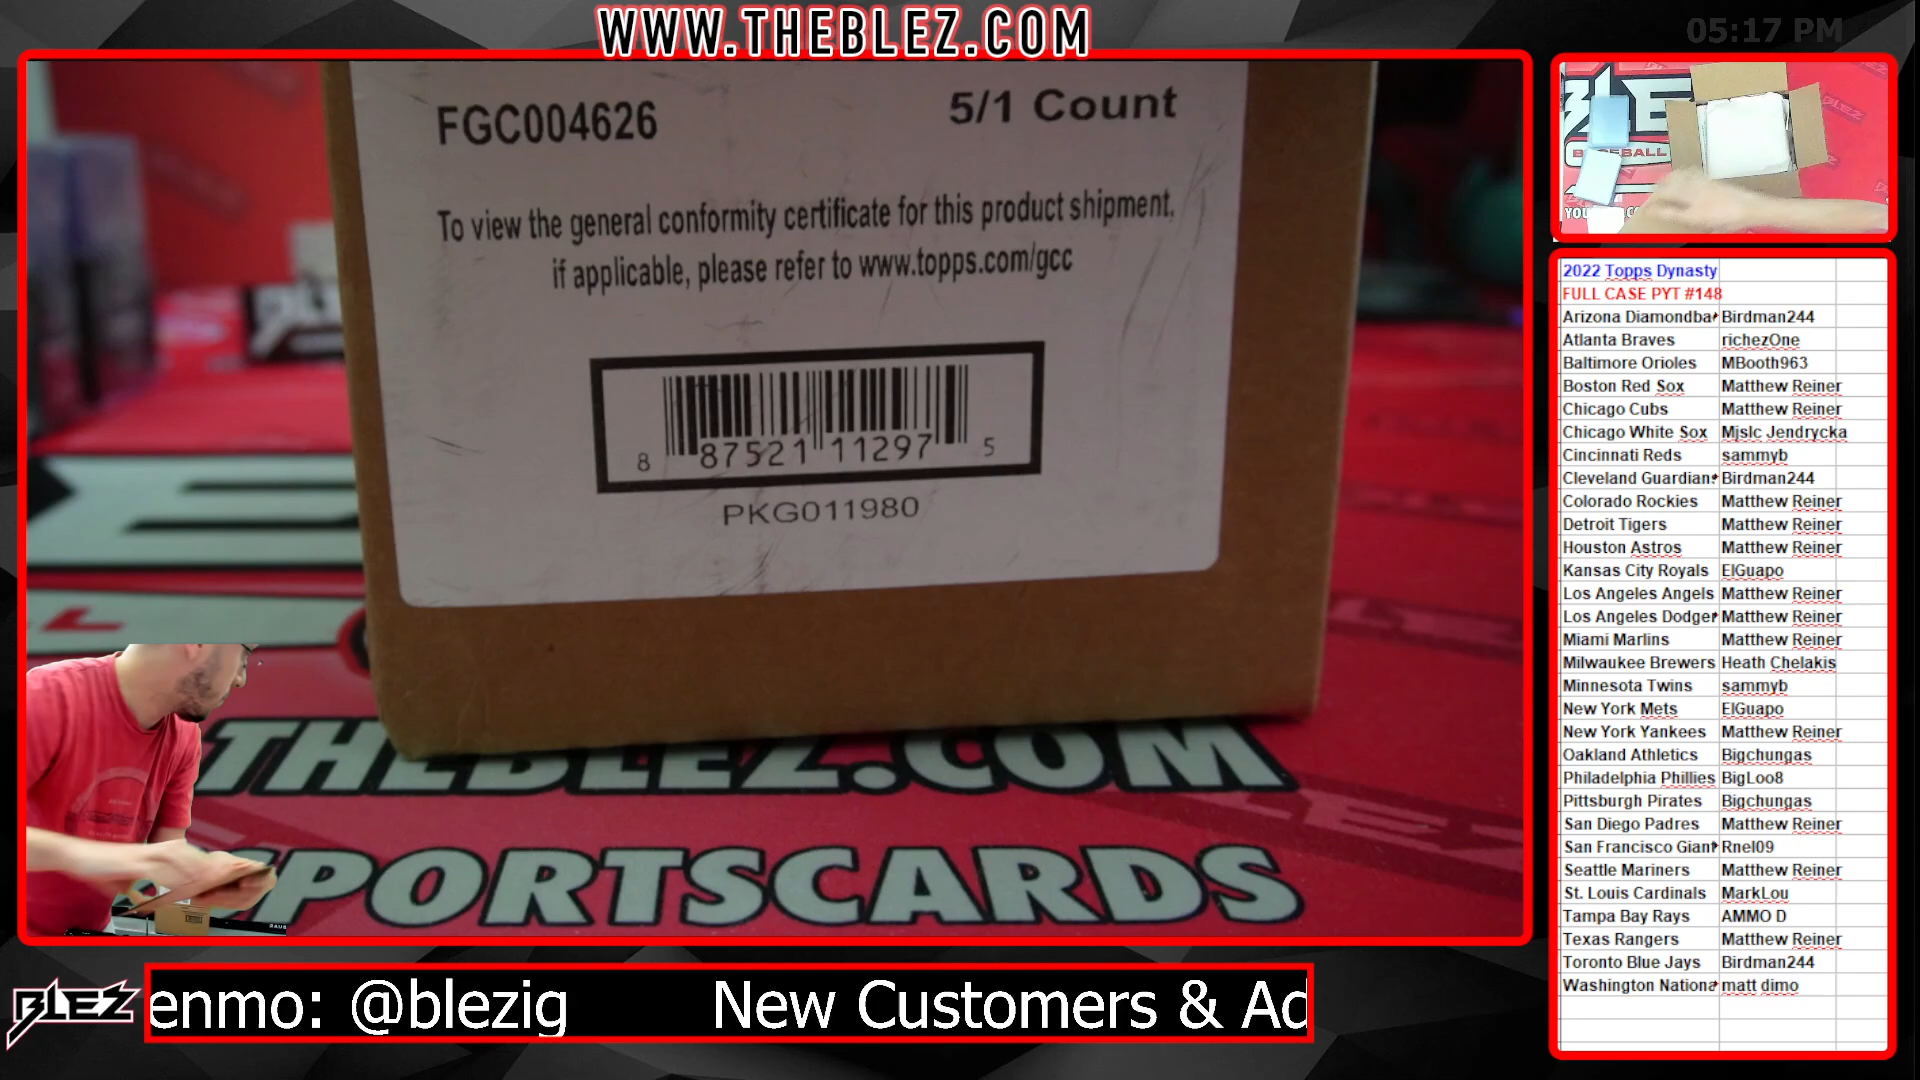 WWW.THEBLEZ.COM
05:17 PM
FGC004626
5/1 Count
To view the general conformity certificate for this product shipment,
if applicable, please refer to www.topps.com/gcc
8 87521 11297 5
PKG011980
THEBLEZ.COM
SPORTSCARDS
BLEZ
enmo: @blezig New Customers & Ad
2022 Topps Dynasty
FULL CASE PYT #148
Arizona Diamondba Birdman244
Atlanta Braves richezOne
Baltimore Orioles MBooth963
Boston Red Sox Matthew Reiner
Chicago Cubs Matthew Reiner
Chicago White Sox Mjslc Jendrycka
Cincinnati Reds sammyb
Cleveland Guardians Birdman244
Colorado Rockies Matthew Reiner
Detroit Tigers Matthew Reiner
Houston Astros Matthew Reiner
Kansas City Royals ElGuapo
Los Angeles Angels Matthew Reiner
Los Angeles Dodger Matthew Reiner
Miami Marlins Matthew Reiner
Milwaukee Brewers Heath Chelakis
Minnesota Twins sammyb
New York Mets ElGuapo
New York Yankees Matthew Reiner
Oakland Athletics Bigchungas
Philadelphia Phillies BigLoo8
Pittsburgh Pirates Bigchungas
San Diego Padres Matthew Reiner
San Francisco Giant Rnel09
Seattle Mariners Matthew Reiner
St. Louis Cardinals MarkLou
Tampa Bay Rays AMMO D
Texas Rangers Matthew Reiner
Toronto Blue Jays Birdman244
Washington Nationa matt dimo